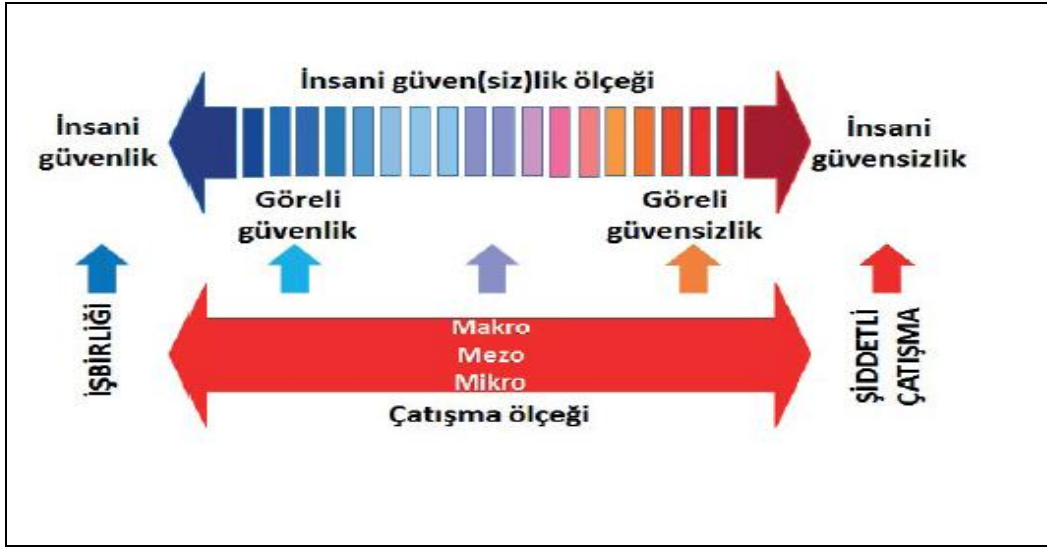 İnsani güven(siz)lik ölçeği
İnsani
güvenlik
İnsani
güvensizlik
Göreli
güvenlik
Göreli
güvensizlik
İŞBİRLİĞİ
Makro
Mezo
Mikro
Çatışma ölçeği
ŞİDDETLİ
ÇATIŞMA